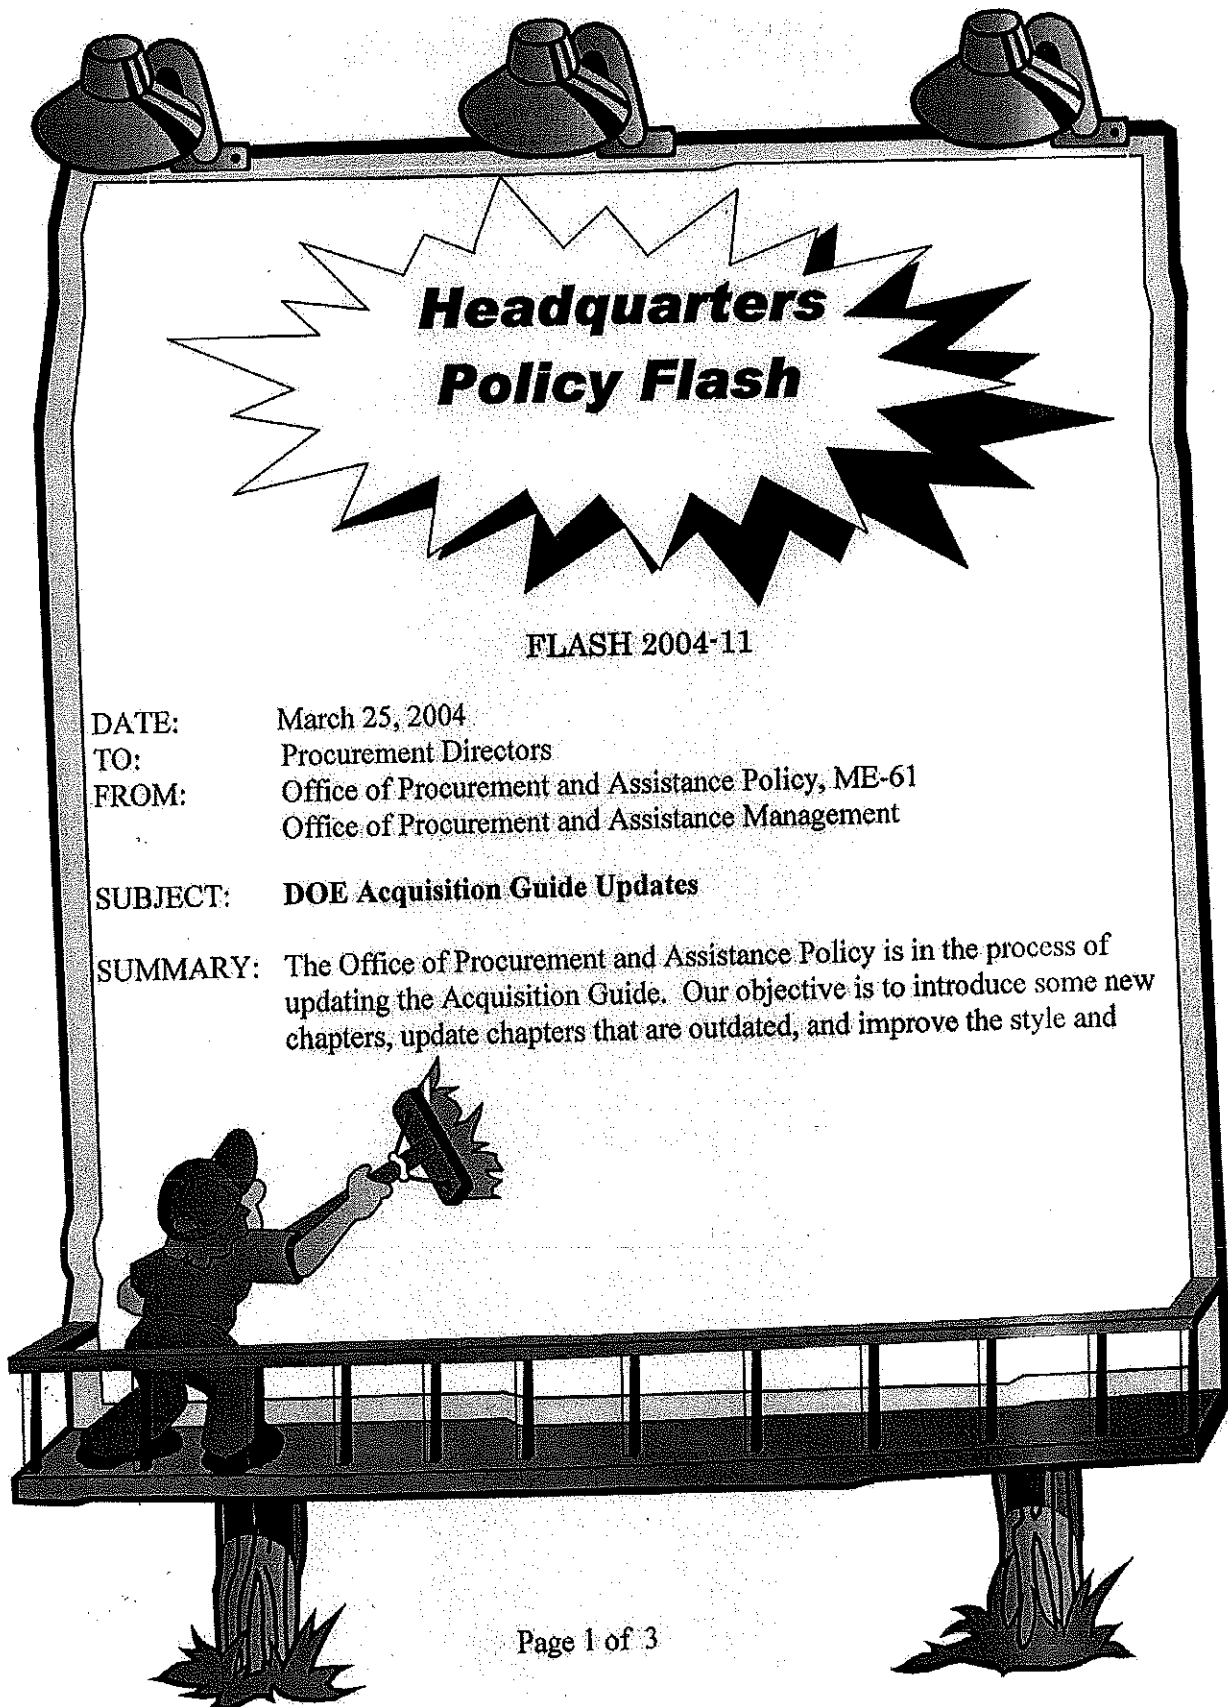 Headquarters
Policy Flash
FLASH 2004-11
DATE: March 25, 2004
TO: Procurement Directors
FROM: Office of Procurement and Assistance Policy, ME-61
Office of Procurement and Assistance Management
SUBJECT: DOE Acquisition Guide Updates
SUMMARY: The Office of Procurement and Assistance Policy is in the process of
updating the Acquisition Guide. Our objective is to introduce some new
chapters, update chapters that are outdated, and improve the style and
Page 1 of 3